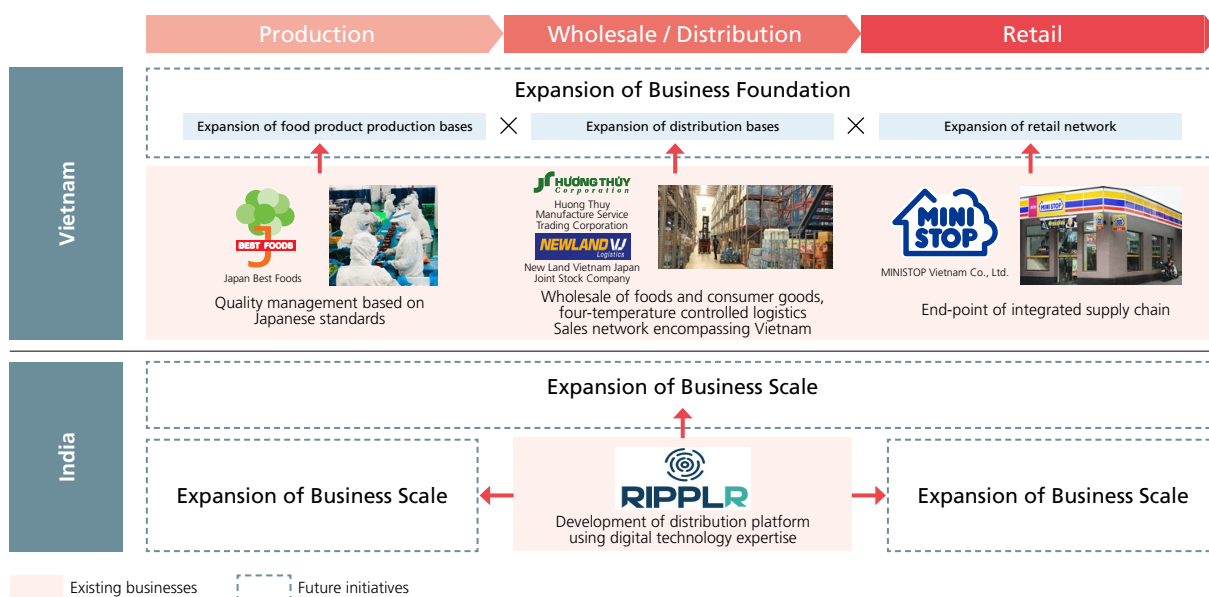 Production
Wholesale / Distribution
Retail
Vietnam
Expansion of Business Foundation
Expansion of food product production bases
×
Expansion of distribution bases
×
Expansion of retail network
BEST FOODS
J
Japan Best Foods
Quality management based on
Japanese standards
HƯƠNG THỦY
Corporation
Huong Thuy
Manufacture Service
Trading Corporation
NEWLAND VJ
Logistics
New Land Vietnam Japan
Joint Stock Company
Wholesale of foods and consumer goods,
four-temperature controlled logistics
Sales network encompassing Vietnam
MINI
STOP
MINISTOP Vietnam Co., Ltd.
MINI STOP
End-point of integrated supply chain
India
Expansion of Business Scale
Expansion of Business Scale
RIPPLR
Development of distribution platform
using digital technology expertise
Expansion of Business Scale
Existing businesses
Future initiatives